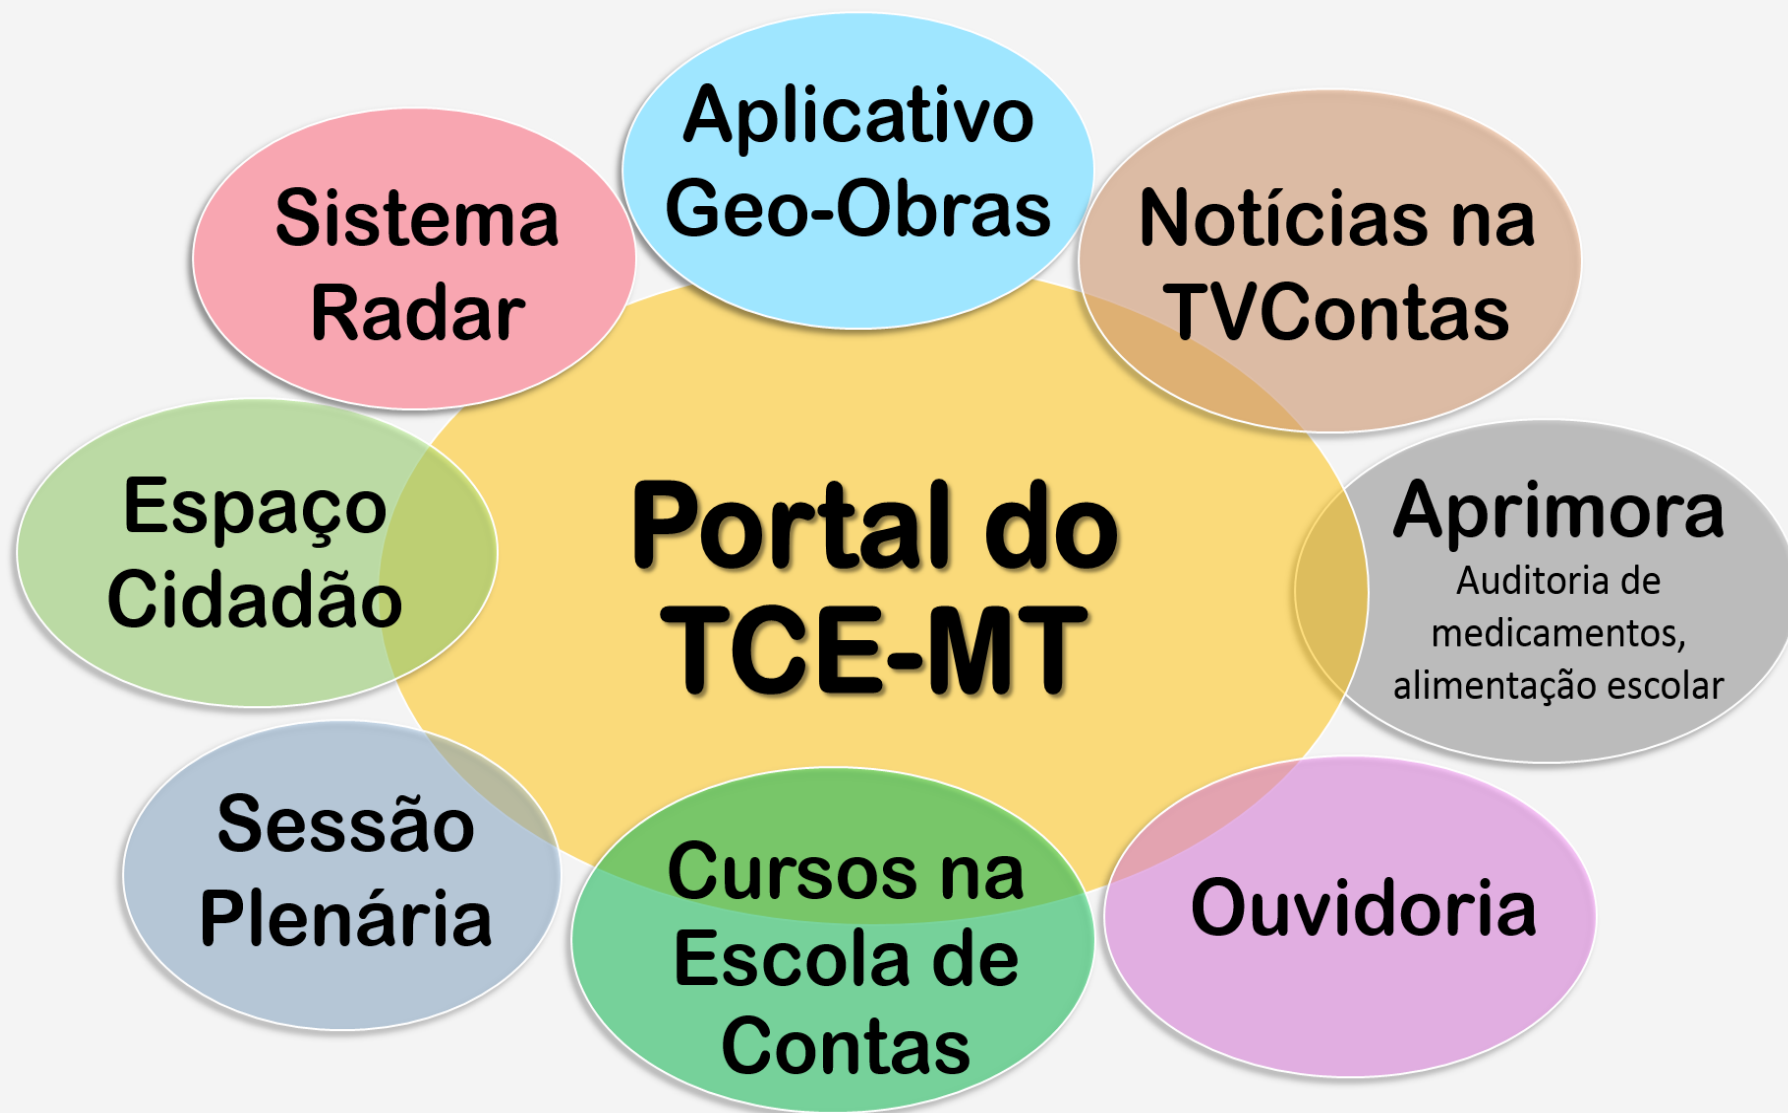 Aplicativo
Geo-Obras
Sistema
Radar
Notícias na
TVContas
Espaço
Cidadão
Portal do
TCE-MT
Aprimora
Auditoria de
medicamentos,
alimentação escolar
Sessão
Plenária
Cursos na
Escola de
Contas
Ouvidoria